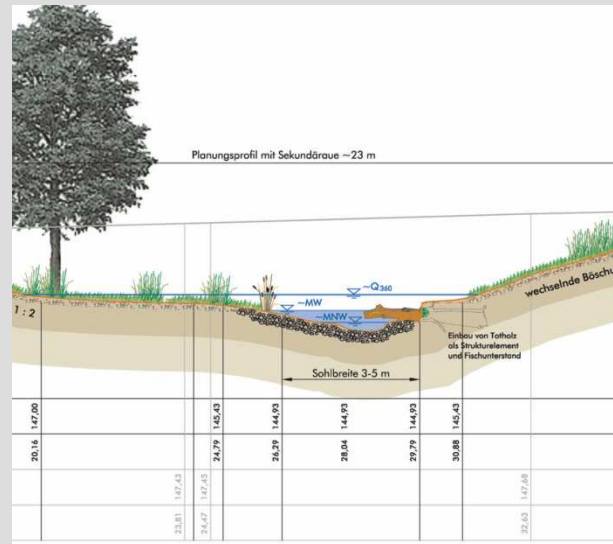 Planungsprofil mit Sekundäraue ~23 m
~Q360
~MW
~MNW
1 : 2
wechselnde Böschu
Einbau von Totholz
als Strukturelement
und Fischunterstand
Sohlbreite 3-5 m
147,00 145,43 144,93 144,93 144,93 145,43
20,16 24,79 26,29 28,04 29,79 30,88
147,43 147,45 147,68
23,81 24,47 32,63